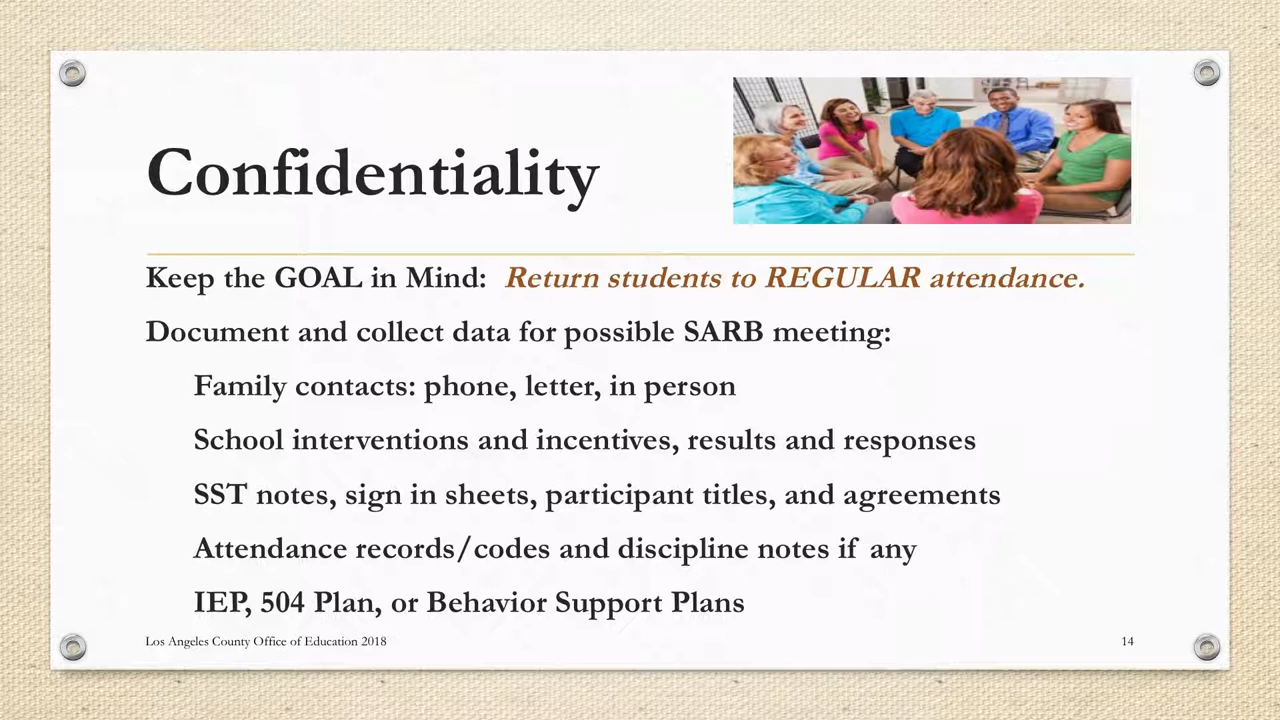 Confidentiality
Keep the GOAL in Mind: Return students to REGULAR attendance.
Document and collect data for possible SARB meeting:
Family contacts: phone, letter, in person
School interventions and incentives, results and responses
SST notes, sign in sheets, participant titles, and agreements
Attendance records/codes and discipline notes if any
IEP, 504 Plan, or Behavior Support Plans
Los Angeles County Office of Education 2018
14